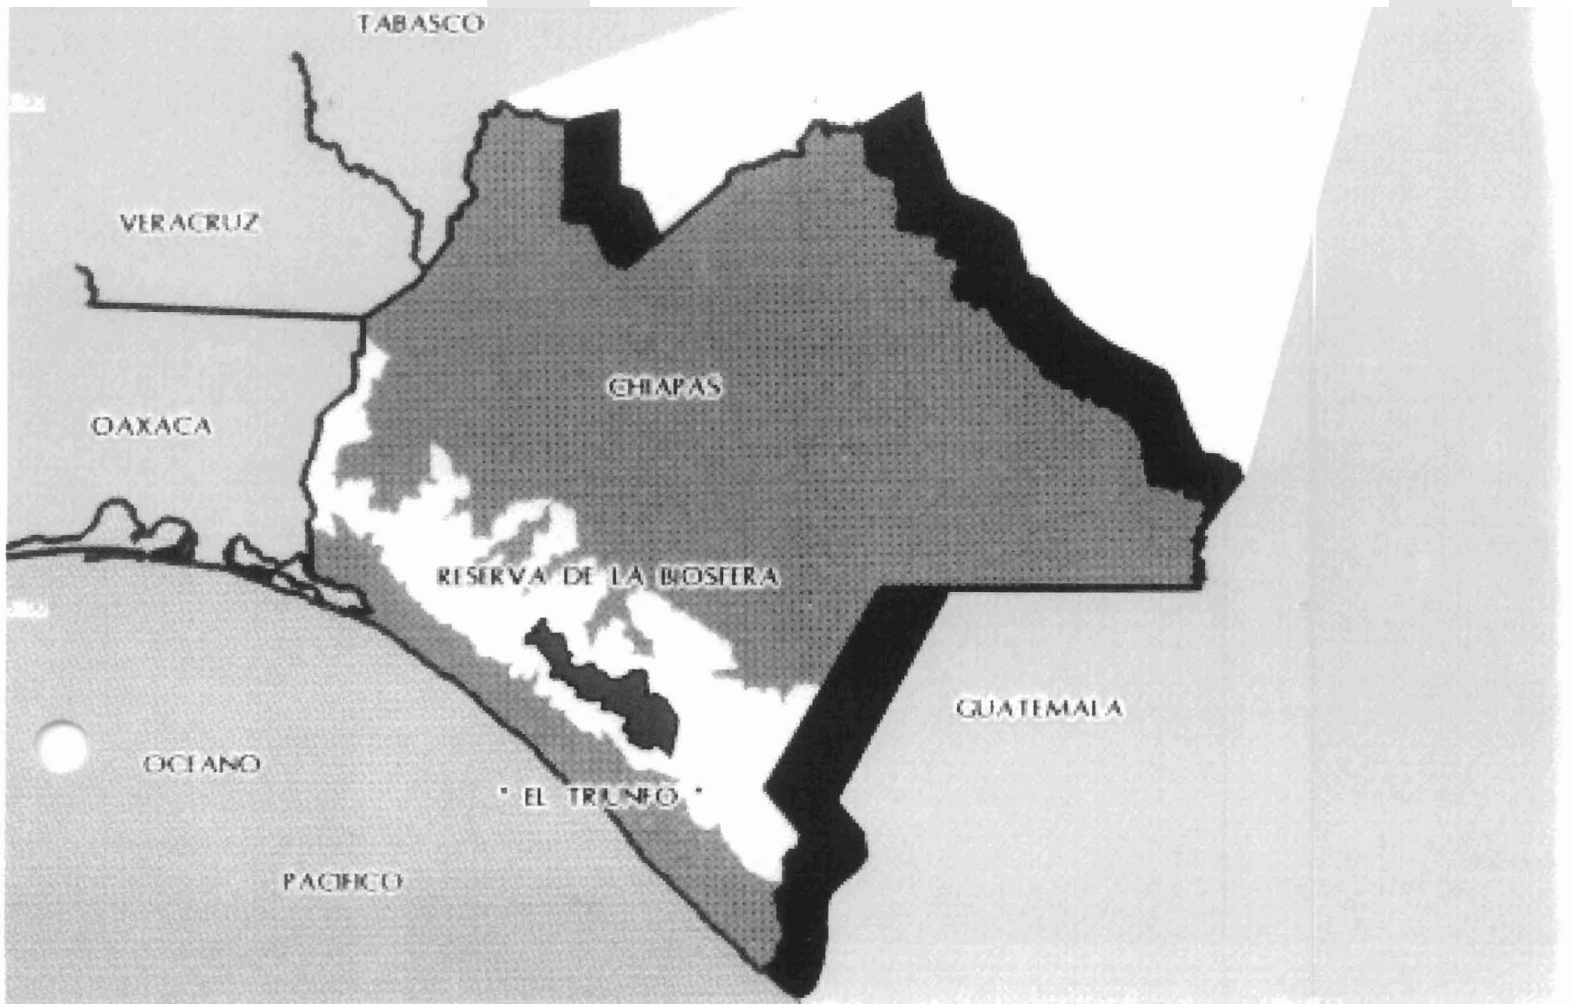 TABASCO
VERACRUZ
CHIAPAS
OAXACA
RESERVA DE LA BIOSFERA
GUATEMALA
OCEANO
" EL TRIUNFO "
PACIFICO